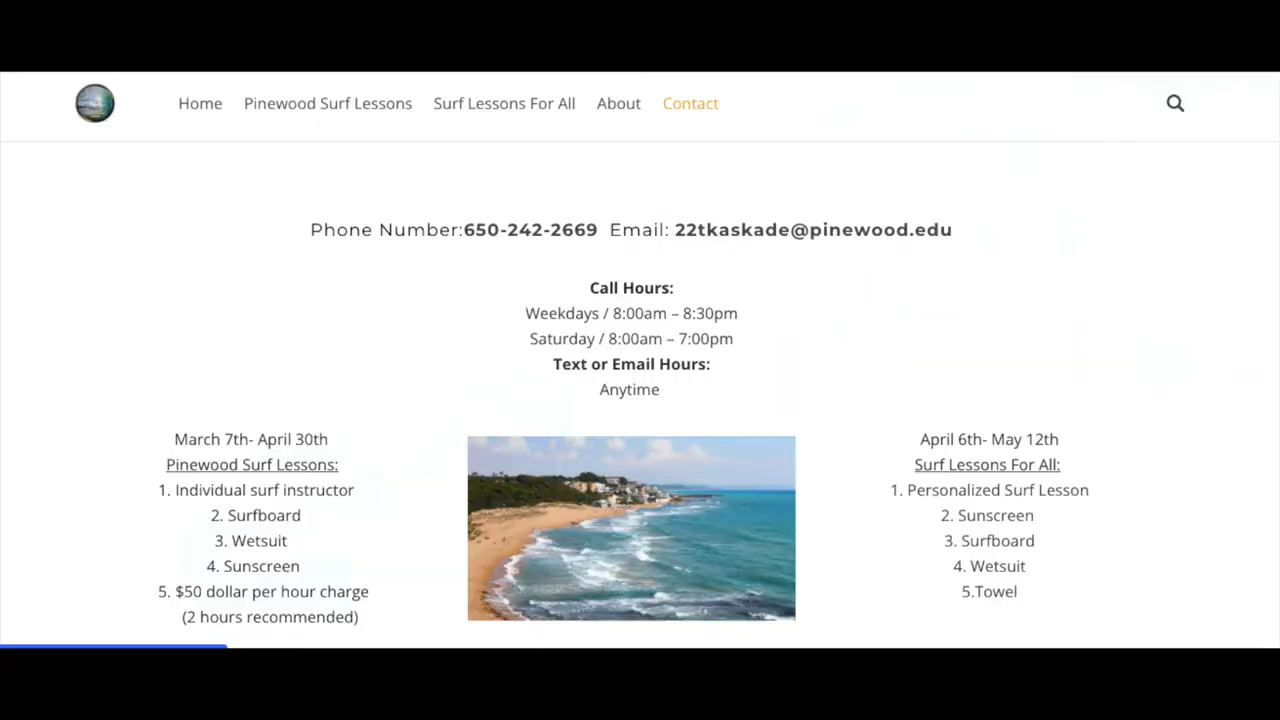 Home Pinewood Surf Lessons Surf Lessons For All About Contact
Phone Number:650-242-2669 Email: 22tkaskade@pinewood.edu
Call Hours:
Weekdays / 8:00am – 8:30pm
Saturday / 8:00am – 7:00pm
Text or Email Hours:
Anytime
March 7th- April 30th
Pinewood Surf Lessons:
1. Individual surf instructor
2. Surfboard
3. Wetsuit
4. Sunscreen
5. $50 dollar per hour charge
(2 hours recommended)
April 6th- May 12th
Surf Lessons For All:
1. Personalized Surf Lesson
2. Sunscreen
3. Surfboard
4. Wetsuit
5.Towel